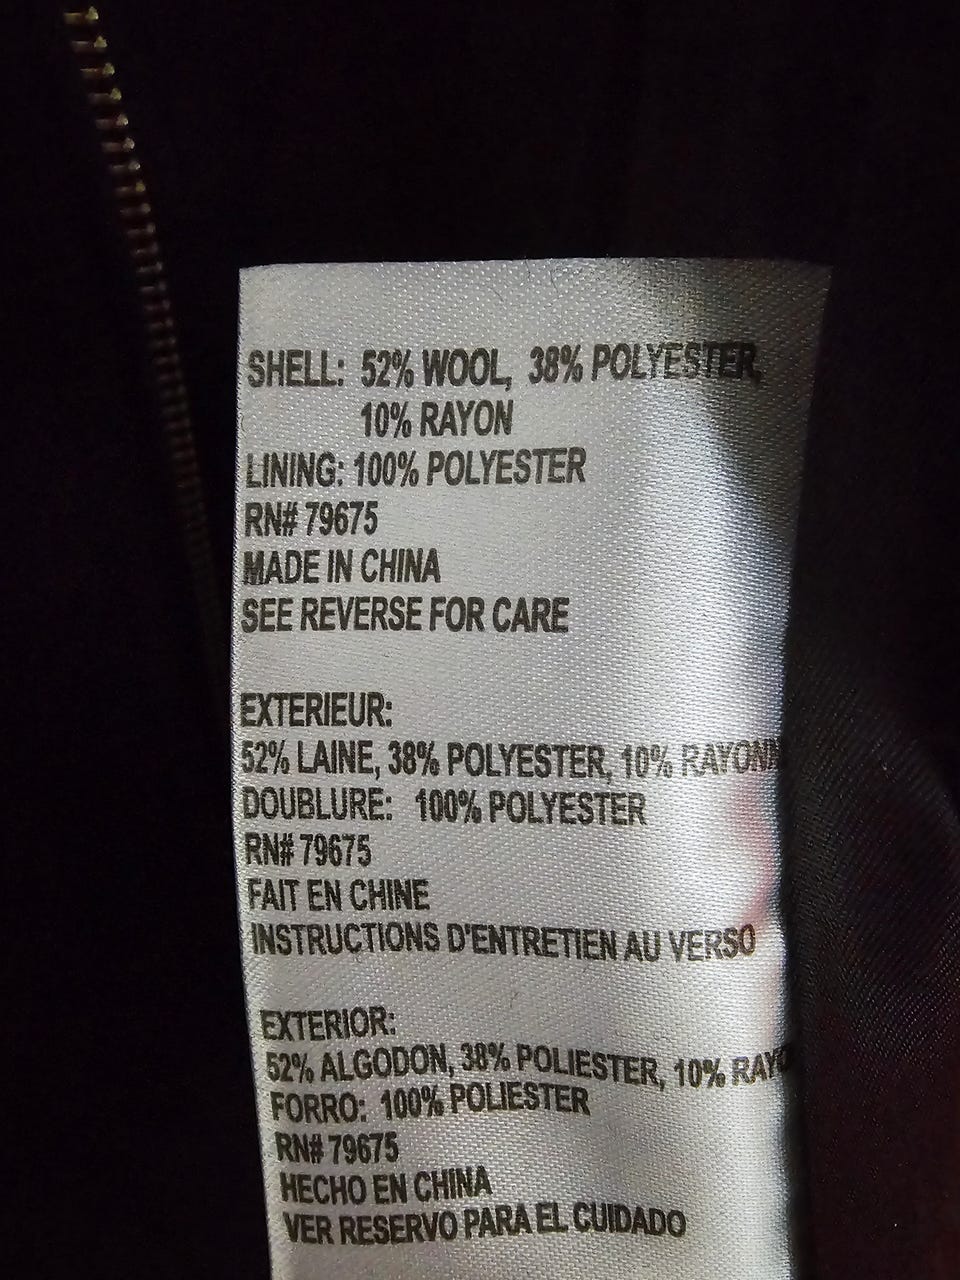 SHELL: 52% WOOL, 38% POLYESTER,
10% RAYON
LINING: 100% POLYESTER
RN# 79675
MADE IN CHINA
SEE REVERSE FOR CARE
EXTERIEUR:
52% LAINE, 38% POLYESTER, 10% RAYONN
DOUBLURE: 100% POLYESTER
RN# 79675
FAIT EN CHINE
INSTRUCTIONS D'ENTRETIEN AU VERSO
EXTERIOR:
52% ALGODON, 38% POLIESTER, 10% RAYO
FORRO: 100% POLIESTER
RN# 79675
HECHO EN CHINA
VER RESERVO PARA EL CUIDADO